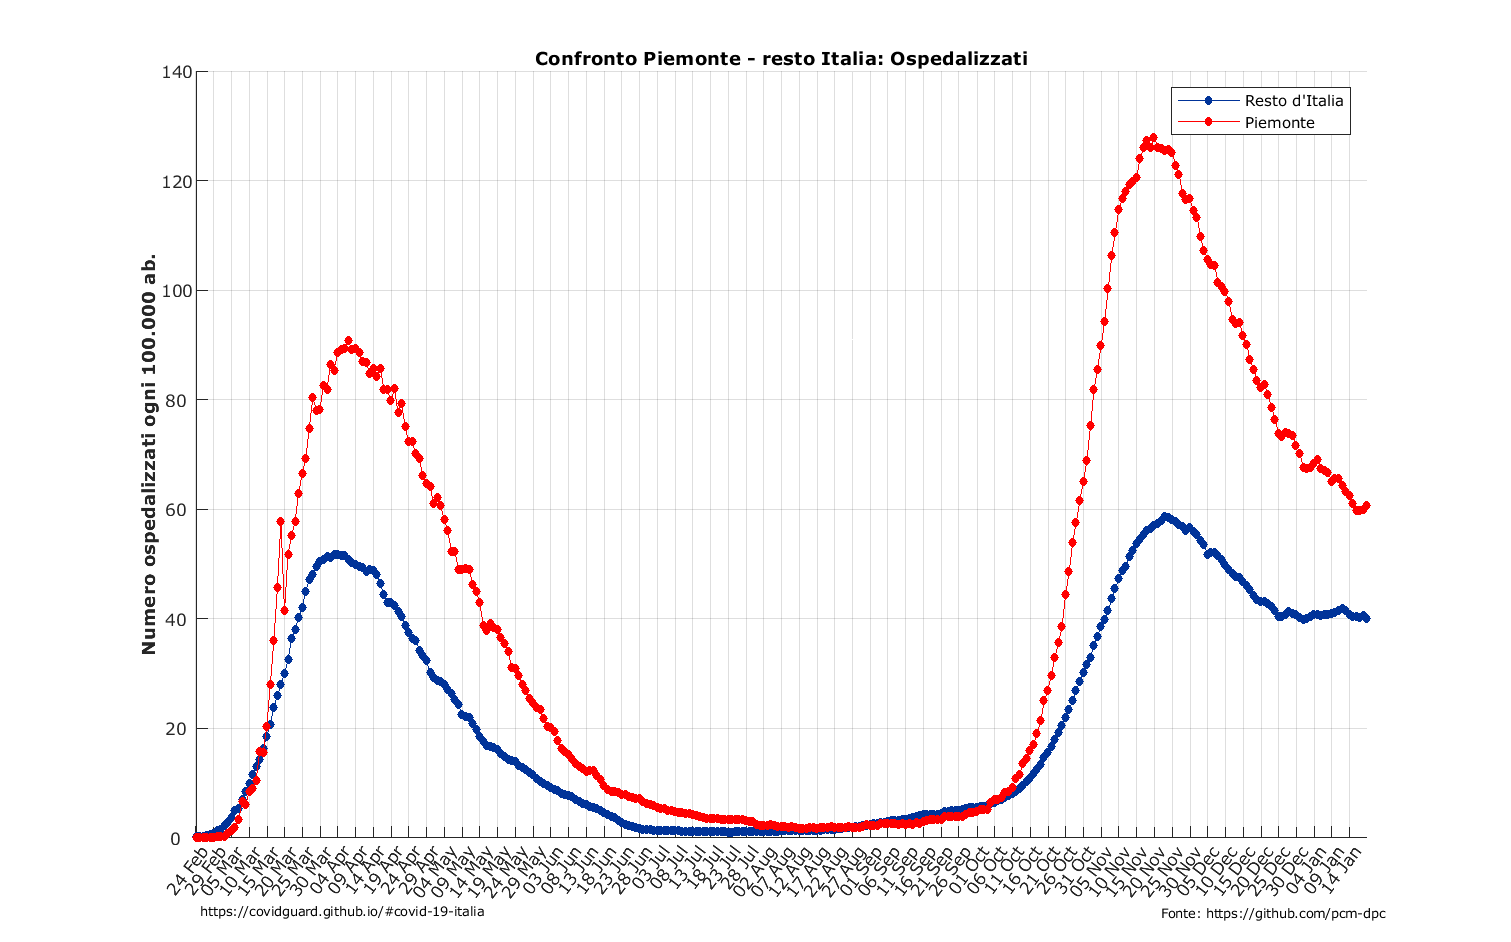 Confronto Piemonte - resto Italia: Ospedalizzati
Resto d'Italia
Piemonte
Numero ospedalizzati ogni 100.000 ab.
140
120
100
80
60
40
20
0
24 Feb
29 Feb
05 Mar
10 Mar
15 Mar
20 Mar
25 Mar
30 Mar
04 Apr
09 Apr
14 Apr
19 Apr
24 Apr
29 Apr
04 May
09 May
14 May
19 May
24 May
29 May
03 Jun
08 Jun
13 Jun
18 Jun
23 Jun
28 Jun
03 Jul
08 Jul
13 Jul
18 Jul
23 Jul
28 Jul
02 Aug
07 Aug
12 Aug
17 Aug
22 Aug
27 Aug
01 Sep
06 Sep
11 Sep
16 Sep
21 Sep
26 Sep
01 Oct
06 Oct
11 Oct
16 Oct
21 Oct
26 Oct
31 Oct
05 Nov
10 Nov
15 Nov
20 Nov
25 Nov
30 Nov
05 Dec
10 Dec
15 Dec
20 Dec
25 Dec
30 Dec
04 Jan
09 Jan
14 Jan
https://covidguard.github.io/#covid-19-italia
Fonte: https://github.com/pcm-dpc